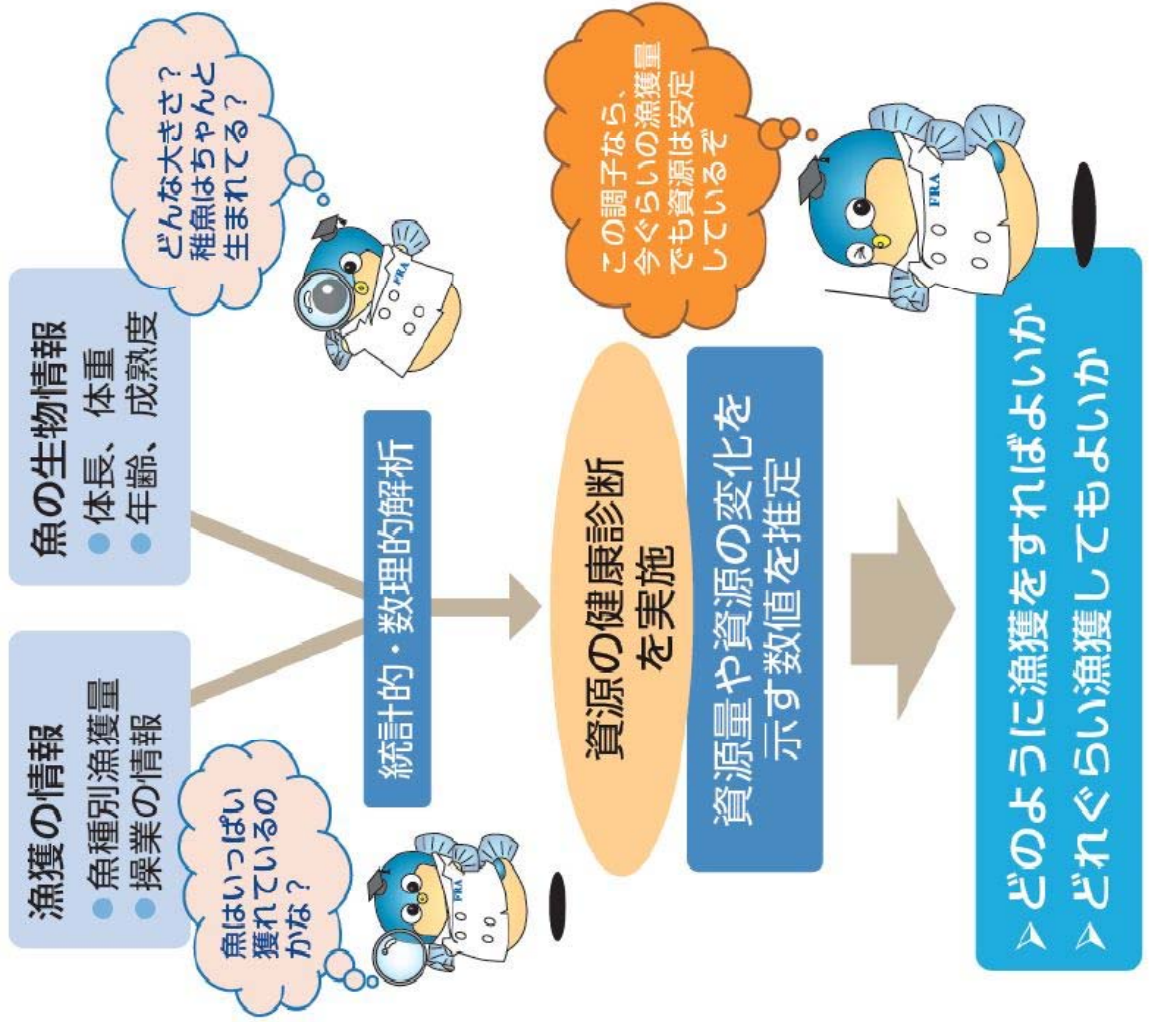 漁獲の情報
● 魚種別漁獲量
● 操業の情報
魚の生物情報
● 体長、体重
● 年齢、成熟度
魚はいっぱい
獲れているの
かな?
FRA
どんな大きさ?
稚魚はちゃんと
生まれてる?
FRA
統計的・数理的解析
資源の健康診断
を実施
資源量や資源の変化を
示す数値を推定
この調子なら、
今ぐらいの漁獲量
でも資源は安定
しているぞ
FRA
➢ どのように漁獲をすればよいか
➢ どれぐらい漁獲してもよいか